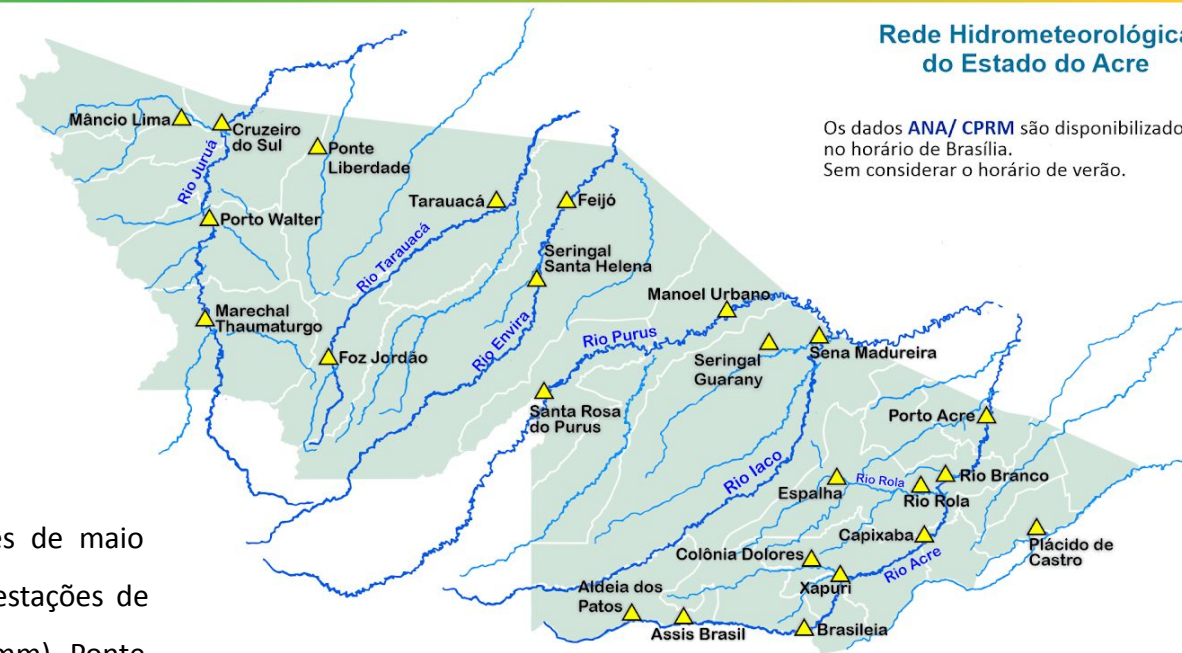 Rede Hidrometeorológica
do Estado do Acre
Os dados ANA/ CPRM são disponibilizado
no horário de Brasília.
Sem considerar o horário de verão.
Mâncio Lima
Cruzeiro
do Sul
Ponte
Liberdade
Rio Juruá
Porto Walter
Tarauacá
Feijó
Rio Tarauacá
Seringal
Santa Helena
Marechal
Thaumaturgo
Foz Jordão
Rio Envira
Manoel Urbano
Rio Purus
Seringal
Guarany
Sena Madureira
Santa Rosa
do Purus
Porto Acre
Rio Iaco
Espalha
Rio Rola
Rio Branco
Rio Rola
Capixaba
Plácido de
Castro
Colônia Dolores
Rio Acre
Xapuri
Aldeia dos
Patos
Assis Brasil
Brasileia
es de maio
estações de
mm), Ponte